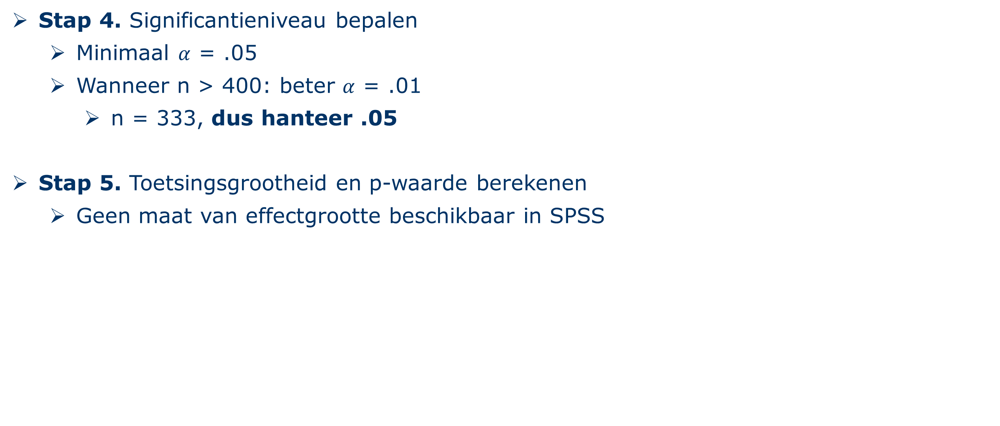 ➢ Stap 4. Significantieniveau bepalen
➢ Minimaal 𝛼 = .05
➢ Wanneer n > 400: beter 𝛼 = .01
➢ n = 333, dus hanteer .05
➢ Stap 5. Toetsingsgrootheid en p-waarde berekenen
➢ Geen maat van effectgrootte beschikbaar in SPSS